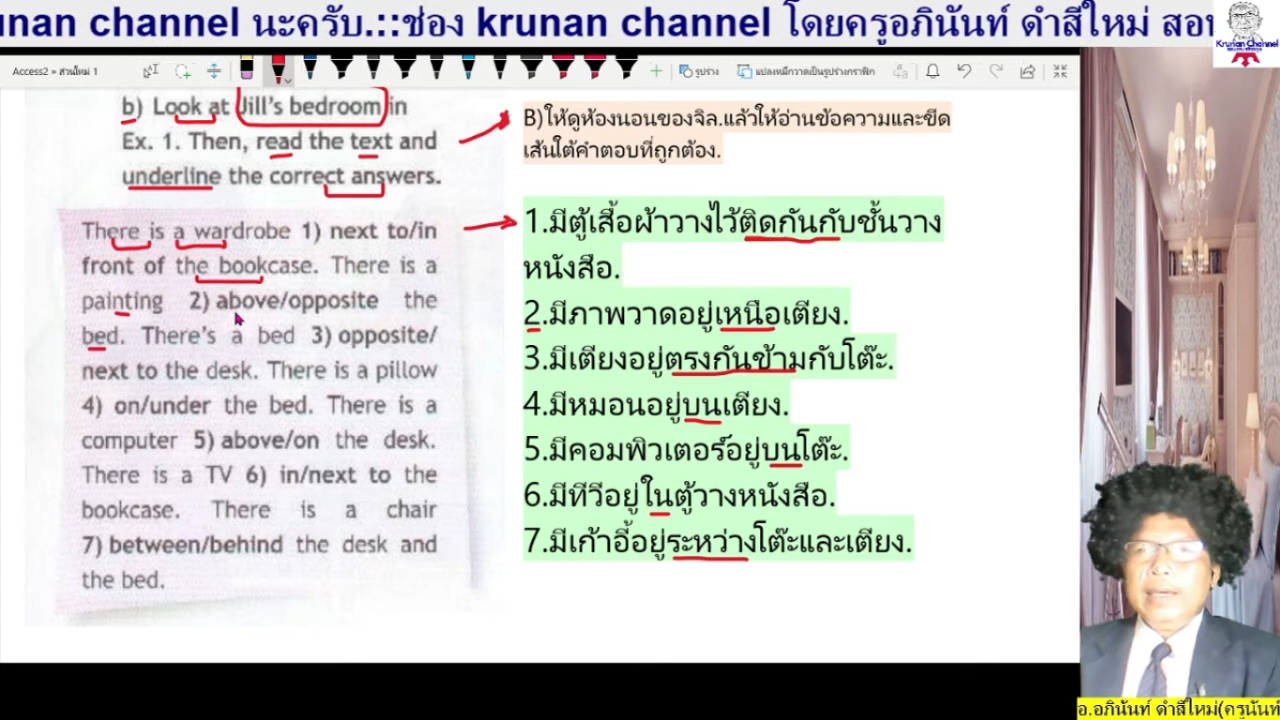 nan channel นะครับ.::ช่อง krunan channel โดยครูอภินันท์ ดำสีใหม่
Krunan Channel
Access2 » ส่วนใหม่ 1
รูปร่าง
แปลงหมึกวาดเป็นรูปร่างกราฟิก
b) Look at Jill's bedroom in
Ex. 1. Then, read the text and
underline the correct answers.
There is a wardrobe 1) next to/in
front of the bookcase. There is a
painting 2) above/opposite the
bed. There's a bed 3) opposite/
next to the desk. There is a pillow
4) on/under the bed. There is a
computer 5) above/on the desk.
There is a TV 6) in/next to the
bookcase. There is a chair
7) between/behind the desk and
the bed.
B)ให้ดูห้องนอนของจิล.แล้วให้อ่านข้อความและขีด
เส้นใต้คำตอบที่ถูกต้อง.
1.มีตู้เสื้อผ้าวางไว้ติดกันกับชั้นวาง
หนังสือ.
2.มีภาพวาดอยู่เหนือเตียง.
3.มีเตียงอยู่ตรงกันข้ามกับโต๊ะ.
4.มีหมอนอยู่บนเตียง.
5.มีคอมพิวเตอร์อยู่บนโต๊ะ.
6.มีทีวีอยู่ในตู้วางหนังสือ.
7.มีเก้าอี้อยู่ระหว่างโต๊ะและเตียง.
อ.อภินันท์ ดำสีใหม่(ครูนันท์